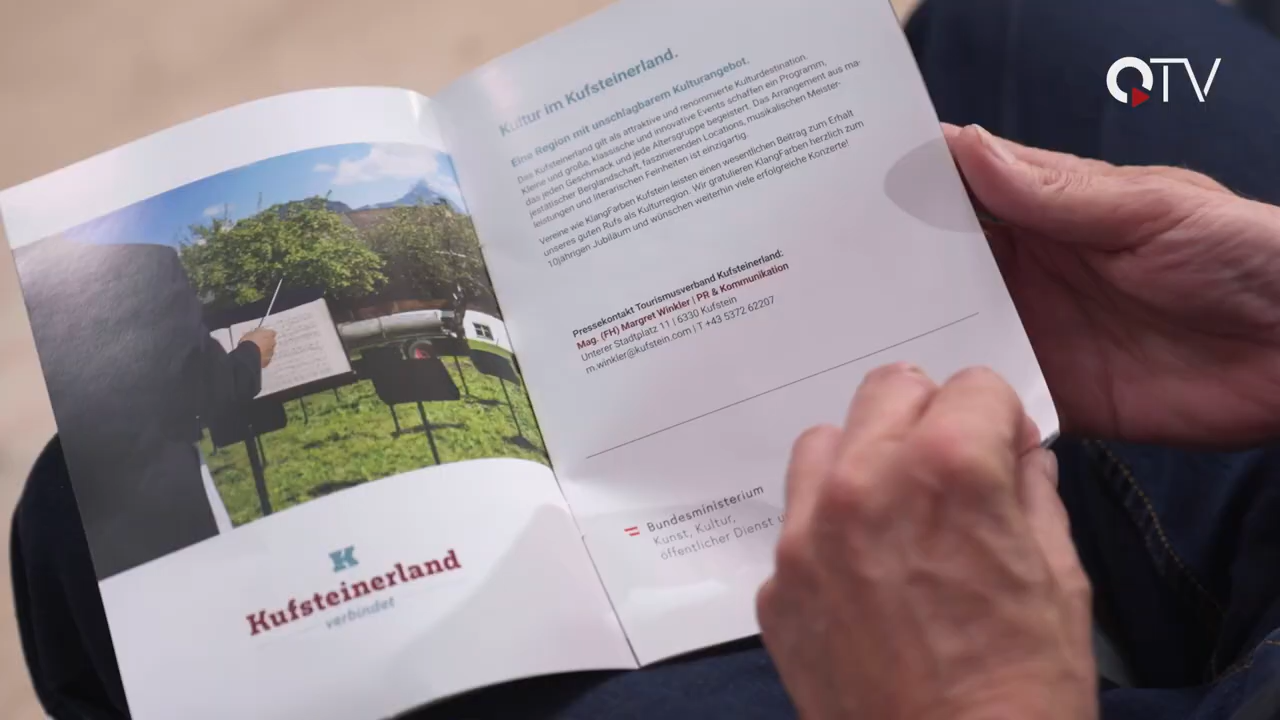 QTV
Kultur im Kufsteinerland.
Eine Region mit unschlagbarem Kulturangebot.
Das Kufsteinerland gilt als attraktive und renommierte Kulturdestination.
Kleine und große, klassische und innovative Events schaffen ein Programm,
das jeden Geschmack und jede Altersgruppe begeistert. Das Arrangement aus ma-
jestätischer Berglandschaft, faszinierenden Locations, musikalischen Meister-
leistungen und literarischen Feinheiten ist einzigartig.
Vereine wie KlangFarben Kufstein leisten einen wesentlichen Beitrag zum Erhalt
unseres guten Rufs als Kulturregion. Wir gratulieren KlangFarben herzlich zum
10jährigen Jubiläum und wünschen weiterhin viele erfolgreiche Konzerte!
Pressekontakt Tourismusverband Kufsteinerland:
Mag. (FH) Margret Winkler | PR & Kommunikation
Unterer Stadtplatz 11 | 6330 Kufstein
m.winkler@kufstein.com | T +43 5372 62207
Bundesministerium
Kunst, Kultur,
öffentlicher Dienst
K
Kufsteinerland
verbindet